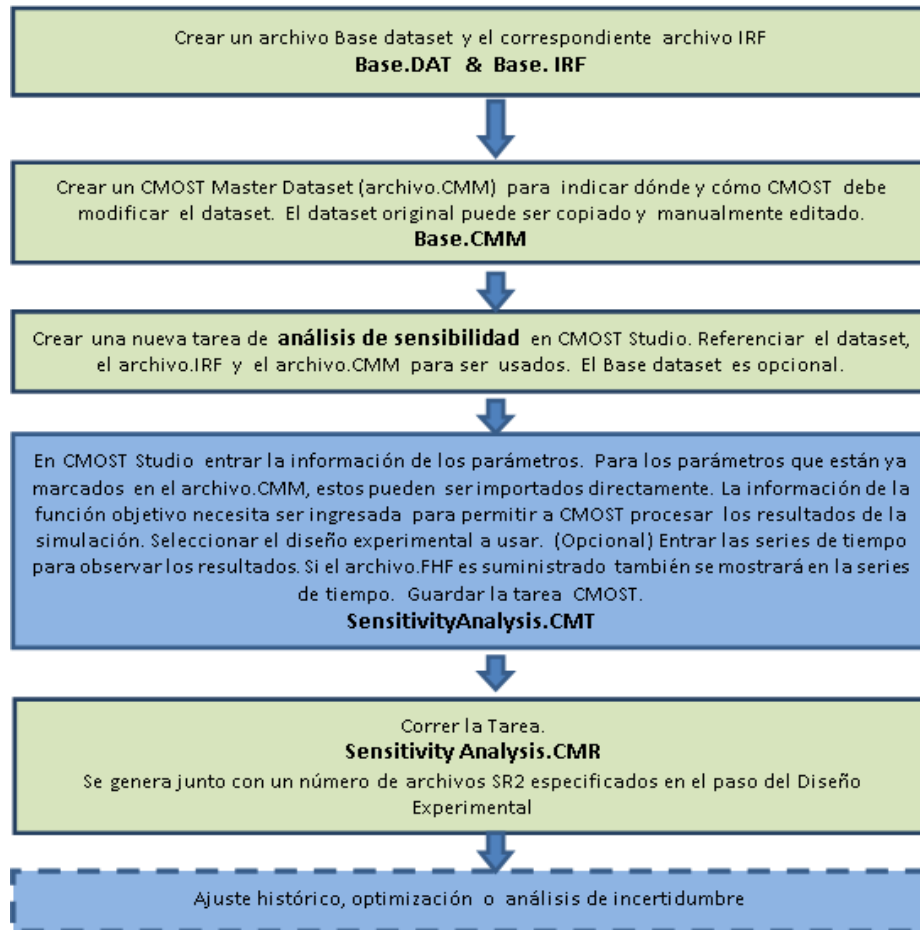 Crear un archivo Base dataset y el correspondiente archivo IRF
Base.DAT & Base. IRF
Crear un CMOST Master Dataset (archivo.CMM) para indicar dónde y cómo CMOST debe
modificar el dataset. El dataset original puede ser copiado y manualmente editado.
Base.CMM
Crear una nueva tarea de análisis de sensibilidad en CMOST Studio. Referenciar el dataset,
el archivo.IRF y el archivo.CMM para ser usados. El Base dataset es opcional.
En CMOST Studio entrar la información de los parámetros. Para los parámetros que están ya
marcados en el archivo.CMM, estos pueden ser importados directamente. La información de la
función objetivo necesita ser ingresada para permitir a CMOST procesar los resultados de la
simulación. Seleccionar el diseño experimental a usar. (Opcional) Entrar las series de tiempo
para observar los resultados. Si el archivo.FHF es suministrado también se mostrará en la series
de tiempo. Guardar la tarea CMOST.
SensitivityAnalysis.CMT
Correr la Tarea.
Sensitivity Analysis.CMR
Se genera junto con un número de archivos SR2 especificados en el paso del Diseño
Experimental
Ajuste histórico, optimización o análisis de incertidumbre